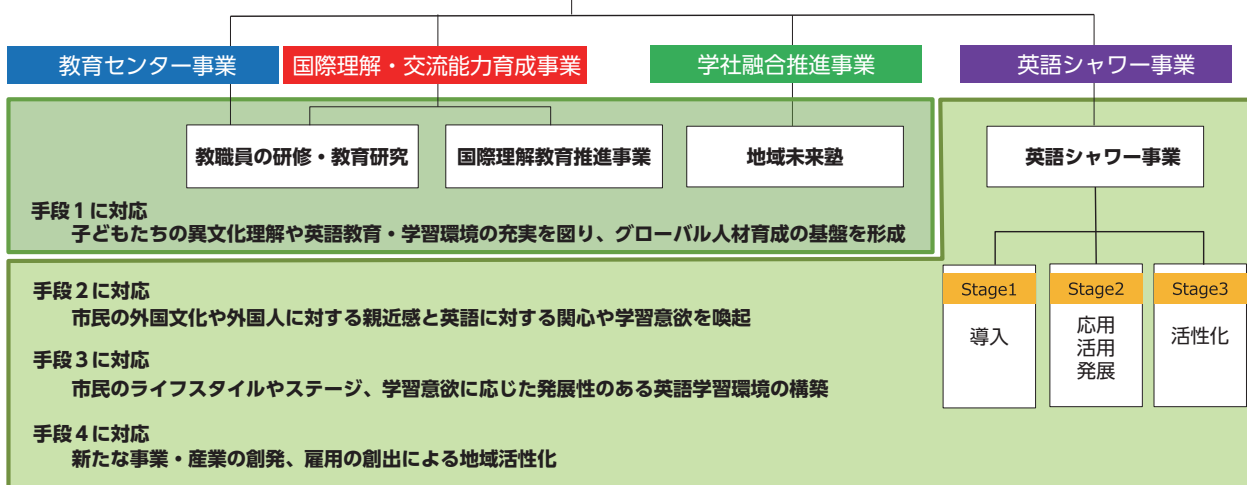 教育センター事業
国際理解・交流能力育成事業
学社融合推進事業
英語シャワー事業
教職員の研修・教育研究
国際理解教育推進事業
地域未来塾
英語シャワー事業
手段1に対応
子どもたちの異文化理解や英語教育・学習環境の充実を図り、グローバル人材育成の基盤を形成
手段2に対応
市民の外国文化や外国人に対する親近感と英語に対する関心や学習意欲を喚起
手段3に対応
市民のライフスタイルやステージ、学習意欲に応じた発展性のある英語学習環境の構築
手段4に対応
新たな事業・産業の創発、雇用の創出による地域活性化
Stage1
導入
Stage2
応用
活用
発展
Stage3
活性化